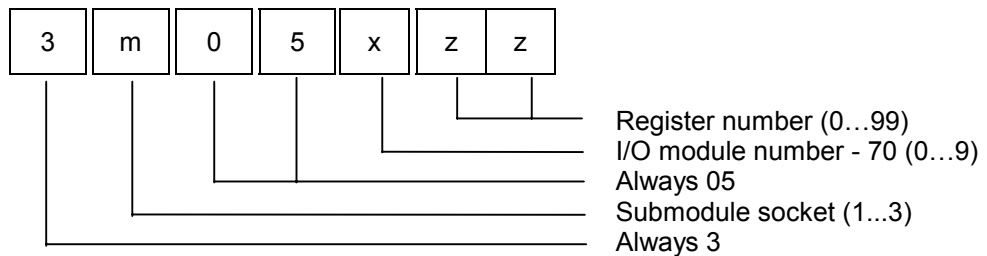 3 m 0 5 x z z
Register number (0…99)
I/O module number - 70 (0…9)
Always 05
Submodule socket (1...3)
Always 3